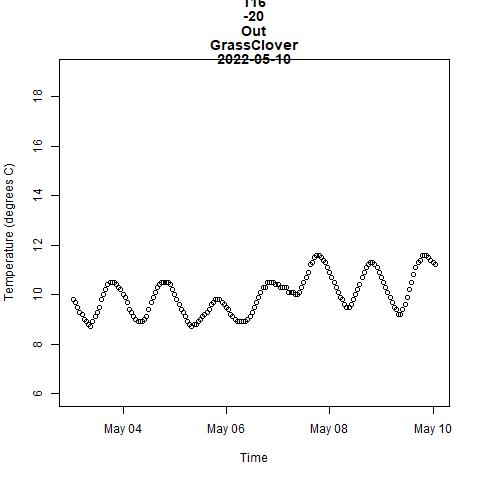 T16
-20
Out
GrassClover
2022-05-10
Temperature (degrees C)
18
16
14
12
10
8
6
May 04
May 06
May 08
May 10
Time